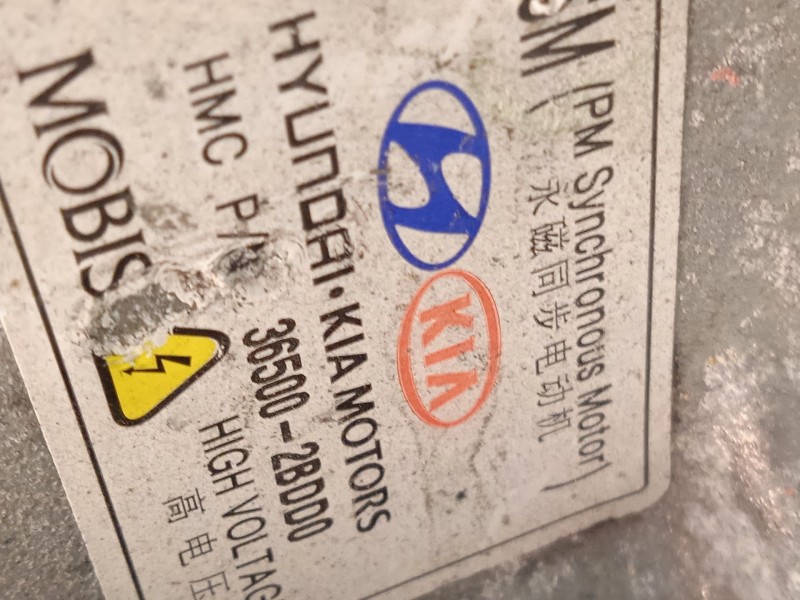 SM (PM Synchronous Motor)
永磁同步电动机
KIA
HYUNDAI·KIA MOTORS
HMC P/ 36500-2BDD0
HIGH VOLTAG
高电压
MOBIS